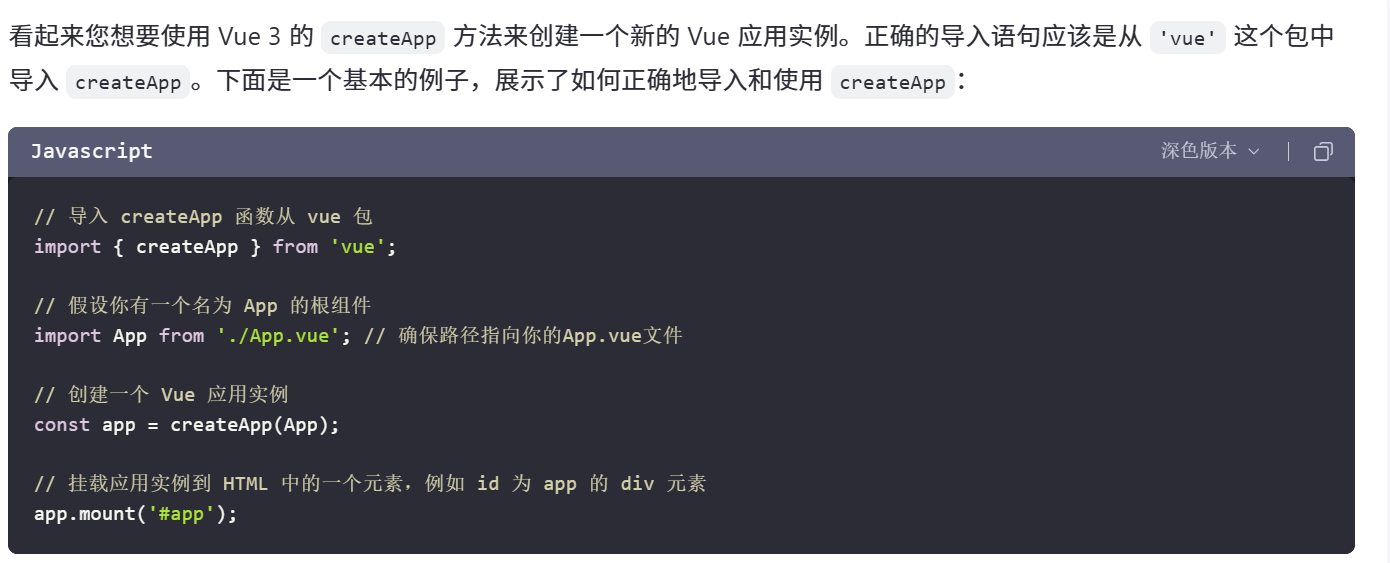 看起来您想要使用 Vue 3 的 createApp 方法来创建一个新的 Vue 应用实例。正确的导入语句应该是从 'vue' 这个包中
导入 createApp 。下面是一个基本的例子，展示了如何正确地导入和使用 createApp：
Javascript 深色版本
// 导入 createApp 函数从 vue 包
import { createApp } from 'vue';
// 假设你有一个名为 App 的根组件
import App from './App.vue'; // 确保路径指向你的App.vue文件
// 创建一个 Vue 应用实例
const app = createApp(App);
// 挂载应用实例到 HTML 中的一个元素，例如 id 为 app 的 div 元素
app.mount('#app');